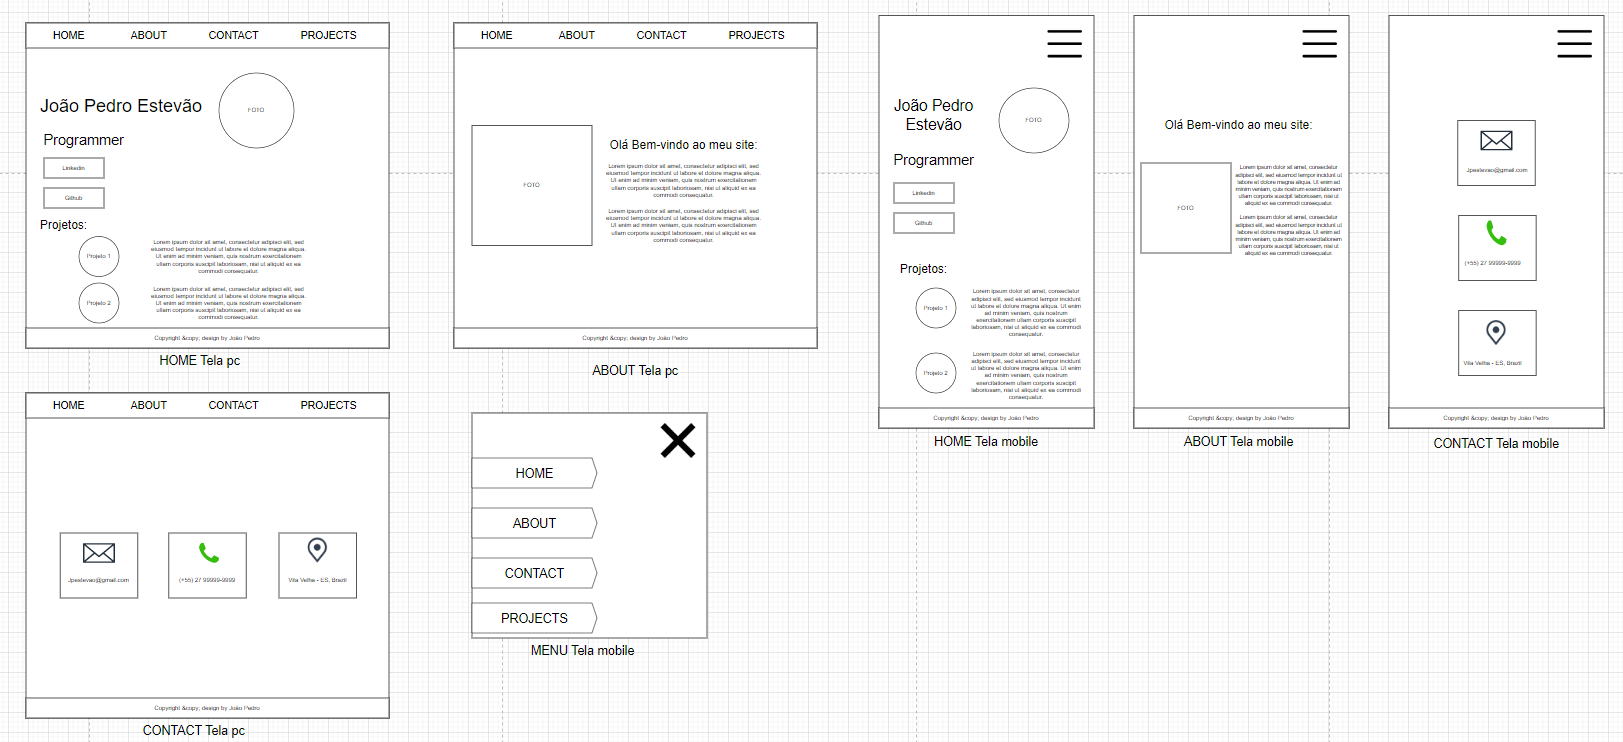 HOME ABOUT CONTACT PROJECTS
João Pedro Estevão
FOTO
Programmer
Linkedin
Github
Projetos:
Projeto 1
Lorem ipsum dolor sit amet, consectetur adipisci elit, sed
eiusmod tempor incidunt ut labore et dolore magna aliqua.
Ut enim ad minim veniam, quis nostrum exercitationem
ullam corporis suscipit laboriosam, nisi ut aliquid ex ea
commodi consequatur.
Projeto 2
Lorem ipsum dolor sit amet, consectetur adipisci elit, sed
eiusmod tempor incidunt ut labore et dolore magna aliqua.
Ut enim ad minim veniam, quis nostrum exercitationem
ullam corporis suscipit laboriosam, nisi ut aliquid ex ea
commodi consequatur.
Copyright &copy; design by João Pedro
HOME Tela pc
HOME ABOUT CONTACT PROJECTS
FOTO
Olá Bem-vindo ao meu site:
Lorem ipsum dolor sit amet, consectetur adipisci elit, sed
eiusmod tempor incidunt ut labore et dolore magna aliqua.
Ut enim ad minim veniam, quis nostrum exercitationem
ullam corporis suscipit laboriosam, nisi ut aliquid ex ea
commodi consequatur.
Lorem ipsum dolor sit amet, consectetur adipisci elit, sed
eiusmod tempor incidunt ut labore et dolore magna aliqua.
Ut enim ad minim veniam, quis nostrum exercitationem
ullam corporis suscipit laboriosam, nisi ut aliquid ex ea
commodi consequatur.
Copyright &copy; design by João Pedro
ABOUT Tela pc
João Pedro
Estevão
FOTO
Programmer
Linkedin
Github
Projetos:
Projeto 1
Lorem ipsum dolor sit amet, consectetur
adipisci elit, sed eiusmod tempor incidunt
ut labore et dolore magna aliqua. Ut enim
ad minim veniam, quis nostrum
exercitationem ullam corporis suscipit
laboriosam, nisi ut aliquid ex ea commodi
consequatur.
Projeto 2
Lorem ipsum dolor sit amet, consectetur
adipisci elit, sed eiusmod tempor incidunt
ut labore et dolore magna aliqua. Ut enim
ad minim veniam, quis nostrum
exercitationem ullam corporis suscipit
laboriosam, nisi ut aliquid ex ea commodi
consequatur.
Copyright &copy; design by João Pedro
HOME Tela mobile
Olá Bem-vindo ao meu site:
FOTO
Lorem ipsum dolor sit amet, consectetur
adipisci elit, sed eiusmod tempor incidunt ut
labore et dolore magna aliqua. Ut enim ad
minim veniam, quis nostrum exercitationem
ullam corporis suscipit laboriosam, nisi ut
aliquid ex ea commodi consequatur.
Lorem ipsum dolor sit amet, consectetur
adipisci elit, sed eiusmod tempor incidunt ut
labore et dolore magna aliqua. Ut enim ad
minim veniam, quis nostrum exercitationem
ullam corporis suscipit laboriosam, nisi ut
aliquid ex ea commodi consequatur.
Copyright &copy; design by João Pedro
ABOUT Tela mobile
Jpestevao@gmail.com
(+55) 27 99999-9999
Vila Velha - ES, Brazil
Copyright &copy; design by João Pedro
CONTACT Tela mobile
HOME ABOUT CONTACT PROJECTS
Jpestevao@gmail.com
(+55) 27 99999-9999
Vila Velha - ES, Brazil
Copyright &copy; design by João Pedro
CONTACT Tela pc
HOME
ABOUT
CONTACT
PROJECTS
MENU Tela mobile